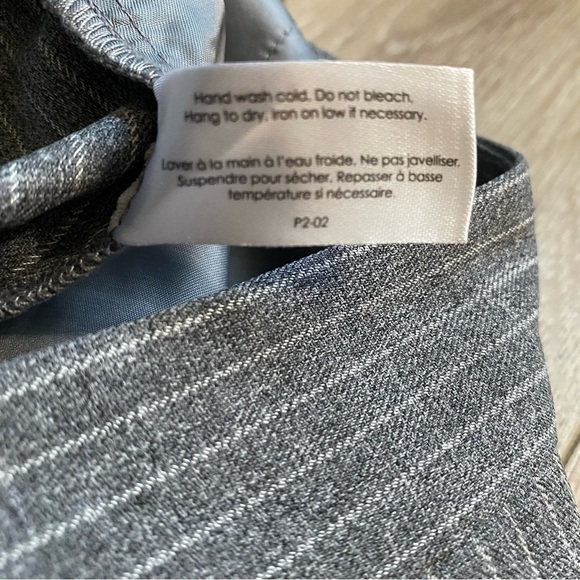 Hand wash cold. Do not bleach.
Hang to dry, iron on low if necessary.
Laver à la main à l'eau froide. Ne pas javelliser.
Suspendre pour sécher. Repasser à basse
température si nécessaire.
P2-02